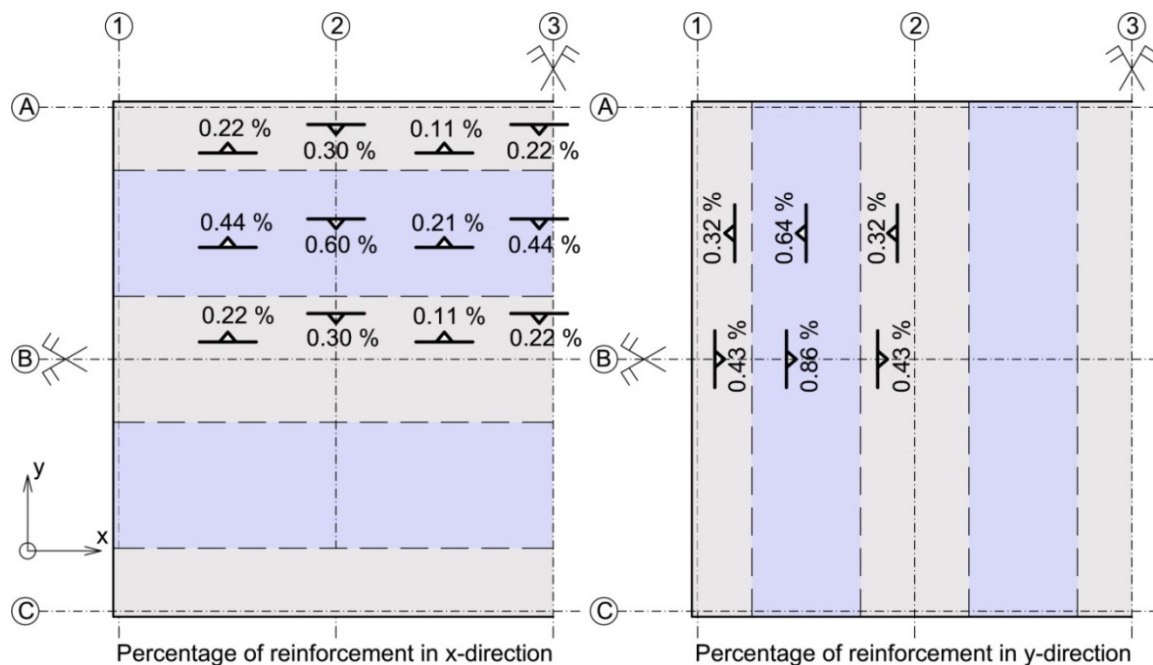 1 2 3 1 2 3
A A
0.22 % 0.30 % 0.11 % 0.22 %
0.44 % 0.60 % 0.21 % 0.44 %
0.32 % 0.64 % 0.32 %
0.22 % 0.30 % 0.11 % 0.22 %
B B
0.43 % 0.86 % 0.43 %
y
x
C C
Percentage of reinforcement in x-direction
Percentage of reinforcement in y-direction